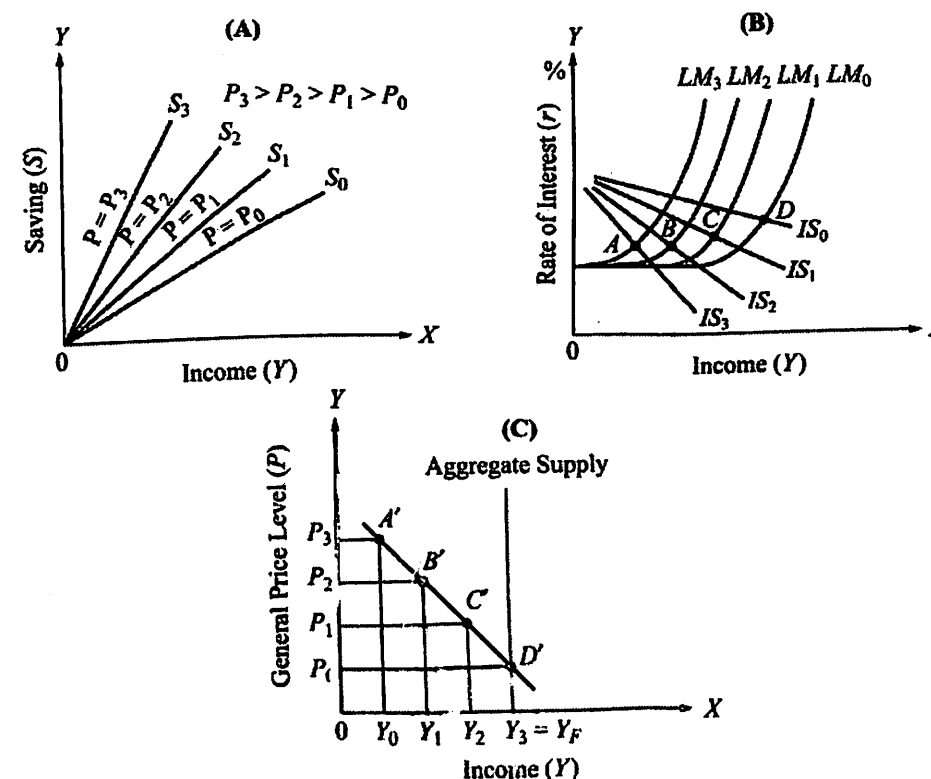 (A)
Y
P₃ > P₂ > P₁ > P₀
S₃
S₂
S₁
S₀
P = P₃
P = P₂
P = P₁
P = P₀
Saving (S)
0
X
Income (Y)
(B)
Y
%
LM₃ LM₂ LM₁ LM₀
Rate of Interest (r)
A
B
C
D
IS₀
IS₁
IS₂
IS₃
0
Income (Y)
(C)
Y
Aggregate Supply
General Price Level (P)
P₃
A′
P₂
B′
P₁
C′
P₍
D′
X
0 Y₀ Y₁ Y₂ Y₃ = Y_F
Income (Y)